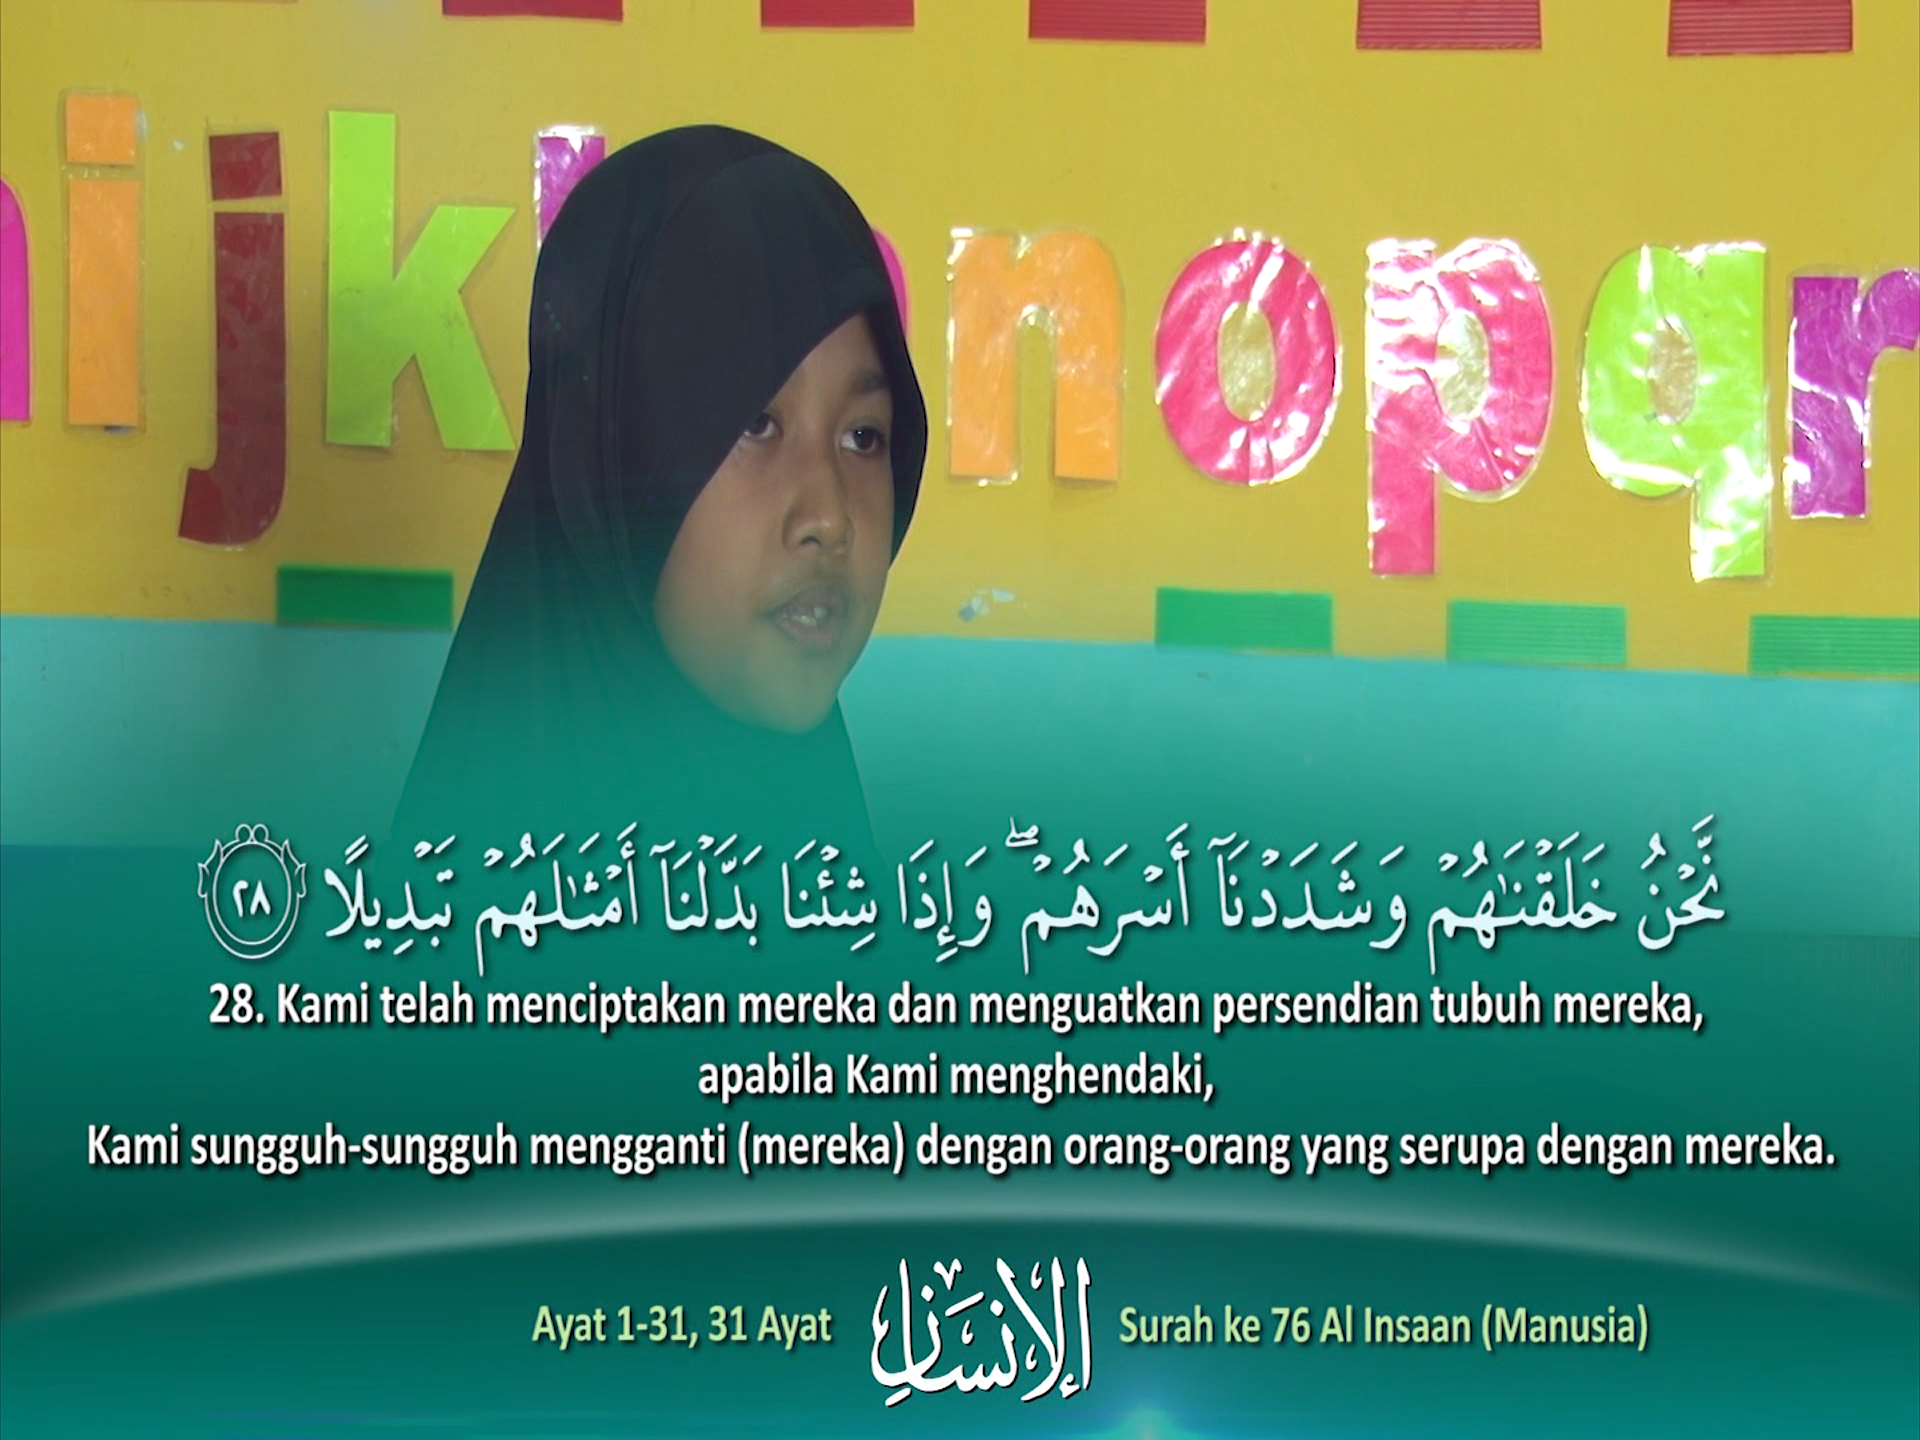 i j k n o p q r
نَّحْنُ خَلَقْنَٰهُمْ وَشَدَدْنَآ أَسْرَهُمْ ۖ وَإِذَا شِئْنَا بَدَّلْنَآ أَمْثَٰلَهُمْ تَبْدِيلًا ٢٨
28. Kami telah menciptakan mereka dan menguatkan persendian tubuh mereka,
apabila Kami menghendaki,
Kami sungguh-sungguh mengganti (mereka) dengan orang-orang yang serupa dengan mereka.
Ayat 1-31, 31 Ayat الإنسان Surah ke 76 Al Insaan (Manusia)